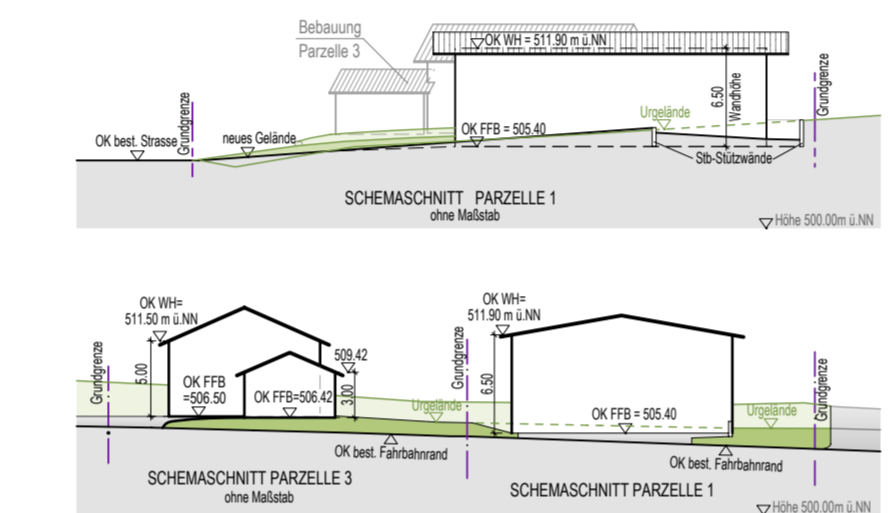 Bebauung
Parzelle 3
OK WH = 511.90 m ü.NN
Grundgrenze
6.50
Wandhöhe
Grundgrenze
Urgelände
OK best. Strasse
neues Gelände
OK FFB = 505.40
Stb-Stützwände
SCHEMASCHNITT PARZELLE 1
ohne Maßstab
Höhe 500.00m ü.NN
OK WH=
511.50 m ü.NN
OK WH=
511.90 m ü.NN
Grundgrenze
5.00
OK FFB
=506.50
OK FFB=506.42
509.42
3.00
Grundgrenze
6.50
Urgelände
OK FFB = 505.40
Urgelände
Grundgrenze
OK best. Fahrbahnrand
OK best. Fahrbahnrand
SCHEMASCHNITT PARZELLE 3
ohne Maßstab
SCHEMASCHNITT PARZELLE 1
Höhe 500.00m ü.NN